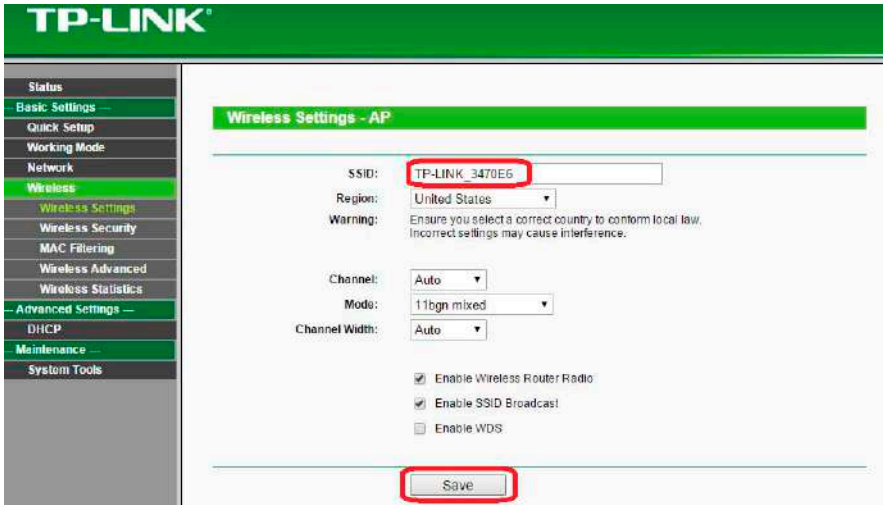 TP-LINK
Status
--- Basic Settings ---
Quick Setup
Working Mode
Network
Wireless
Wireless Settings
Wireless Security
MAC Filtering
Wireless Advanced
Wireless Statistics
--- Advanced Settings ---
DHCP
--- Maintenance ---
System Tools
Wireless Settings - AP
SSID: TP-LINK_3470E6
Region: United States
Warning: Ensure you select a correct country to conform local law.
Incorrect settings may cause interference.
Channel: Auto
Mode: 11bgn mixed
Channel Width: Auto
Enable Wireless Router Radio
Enable SSID Broadcast
Enable WDS
Save